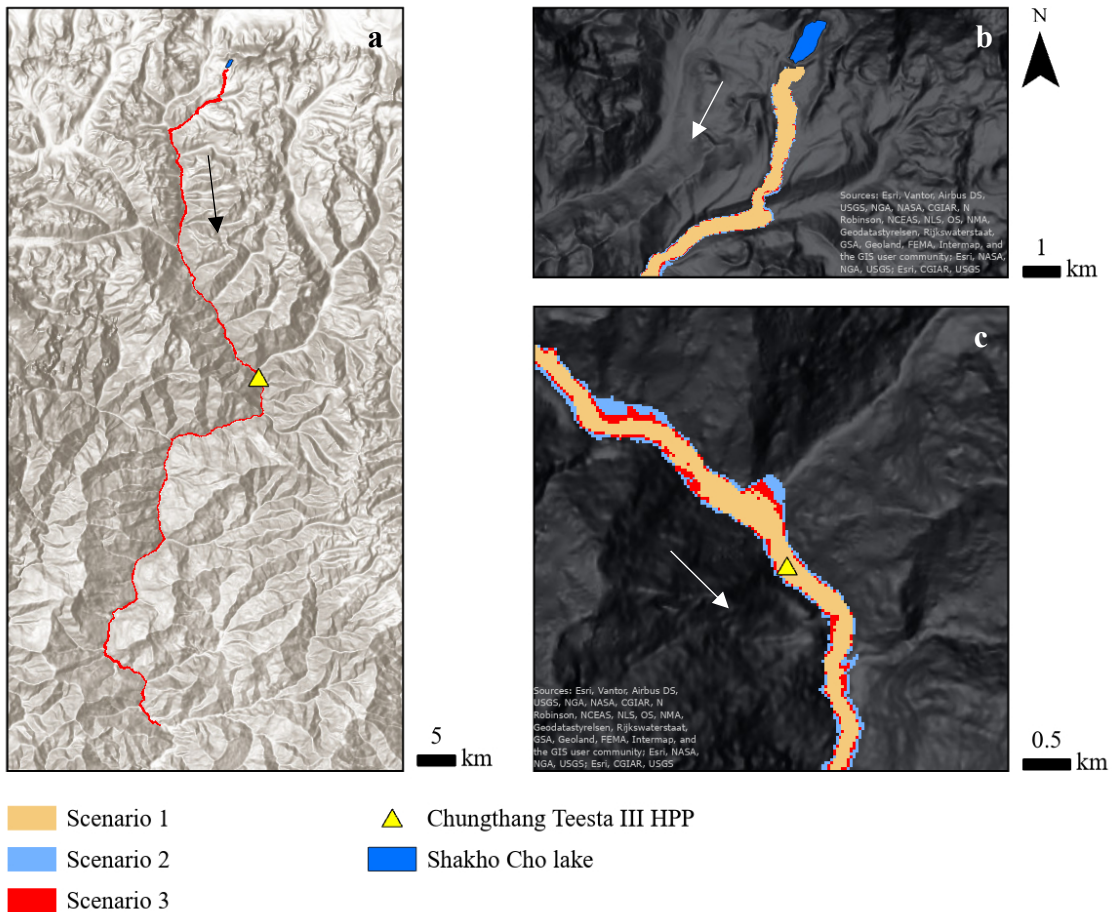 a
b
N
Sources: Esri, Vantor, Airbus DS,
USGS, NGA, NASA, CGIAR, N
Robinson, NCEAS, NLS, OS, NMA,
Geodatastyrelsen, Rijkswaterstaat,
GSA, Geoland, FEMA, Intermap, and
the GIS user community; Esri, NASA,
NGA, USGS; Esri, CGIAR, USGS
1
km
c
Sources: Esri, Vantor, Airbus DS,
USGS, NGA, NASA, CGIAR, N
Robinson, NCEAS, NLS, OS, NMA,
Geodatastyrelsen, Rijkswaterstaat,
GSA, Geoland, FEMA, Intermap, and
the GIS user community; Esri, NASA,
NGA, USGS; Esri, CGIAR, USGS
5
km
0.5
km
Scenario 1
Scenario 2
Scenario 3
Chungthang Teesta III HPP
Shakho Cho lake